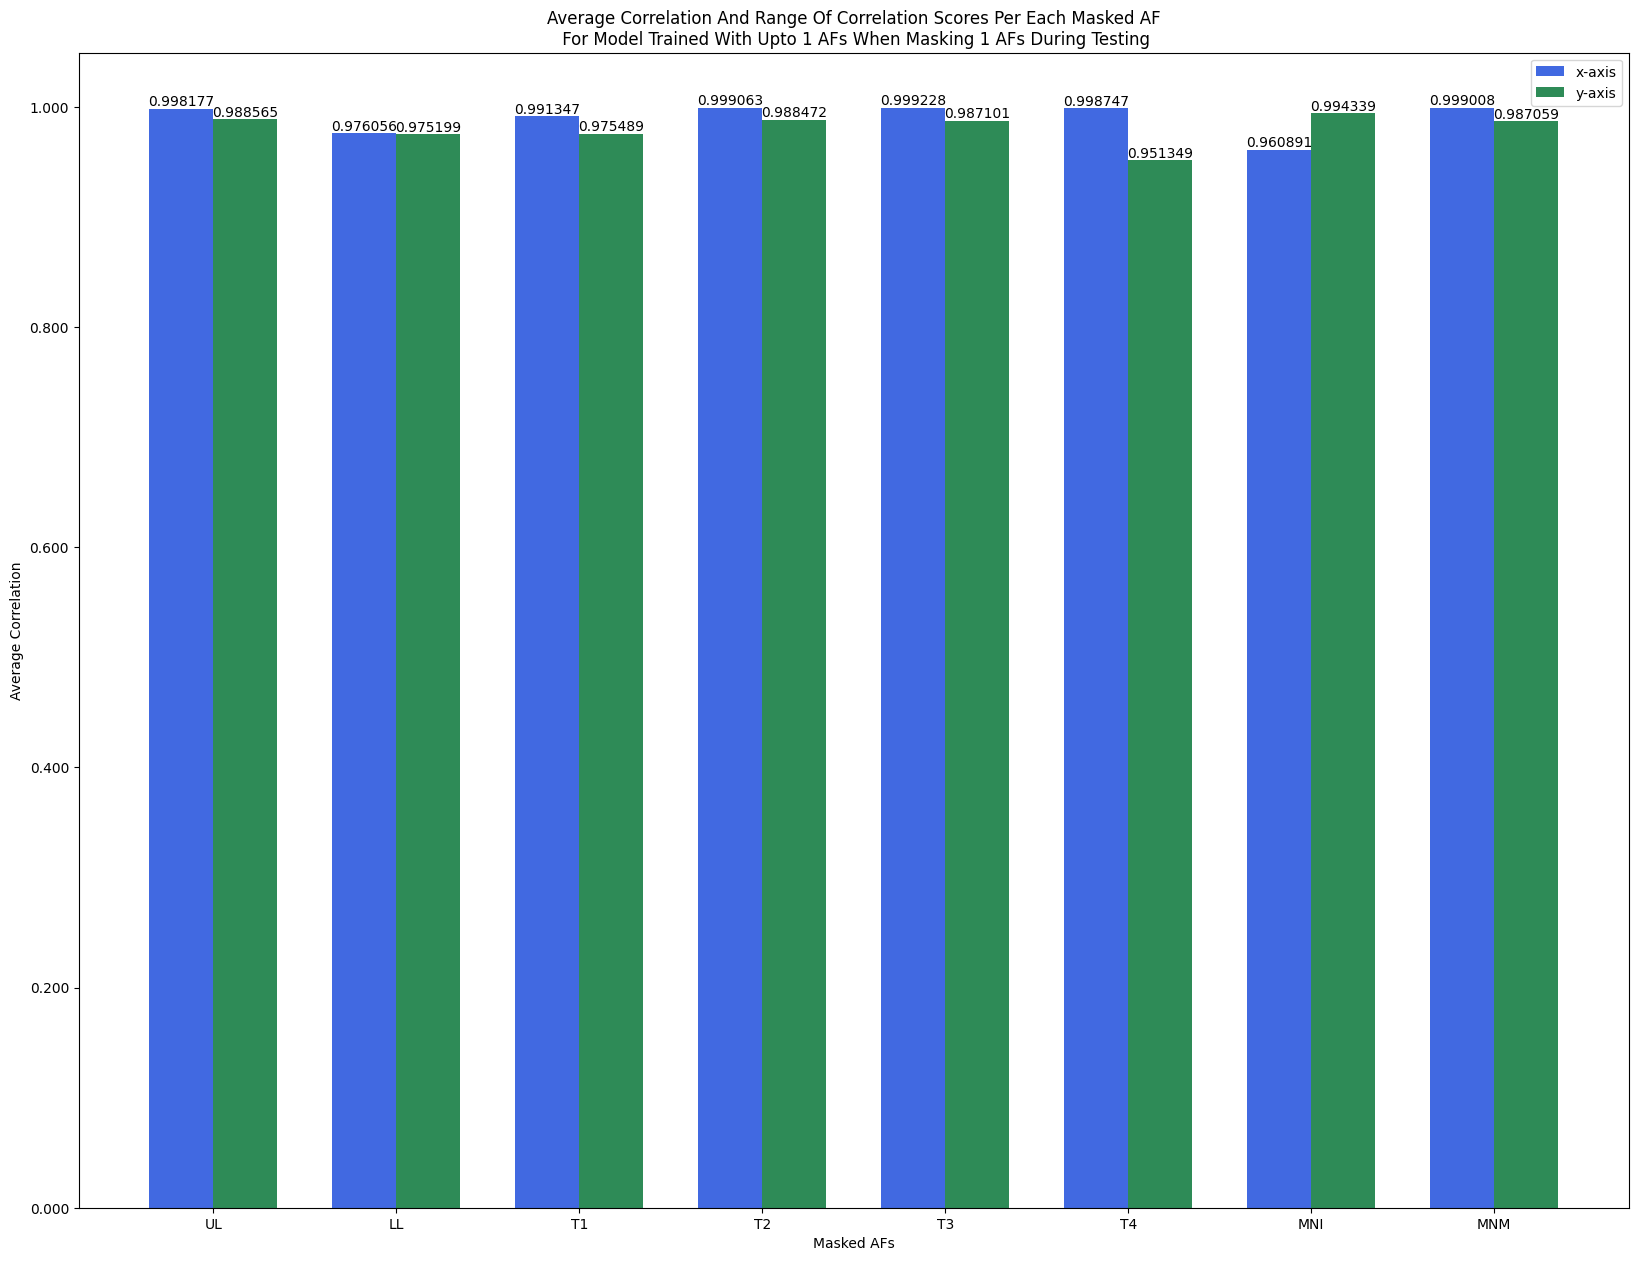 Average Correlation And Range Of Correlation Scores Per Each Masked AF
For Model Trained With Upto 1 AFs When Masking 1 AFs During Testing
x-axis
y-axis
0.998177
0.988565
0.976056
0.975199
0.991347
0.975489
0.999063
0.988472
0.999228
0.987101
0.998747
0.951349
0.960891
0.994339
0.999008
0.987059
1.000
0.800
0.600
0.400
0.200
0.000
Average Correlation
UL
LL
T1
T2
T3
T4
MNI
MNM
Masked AFs